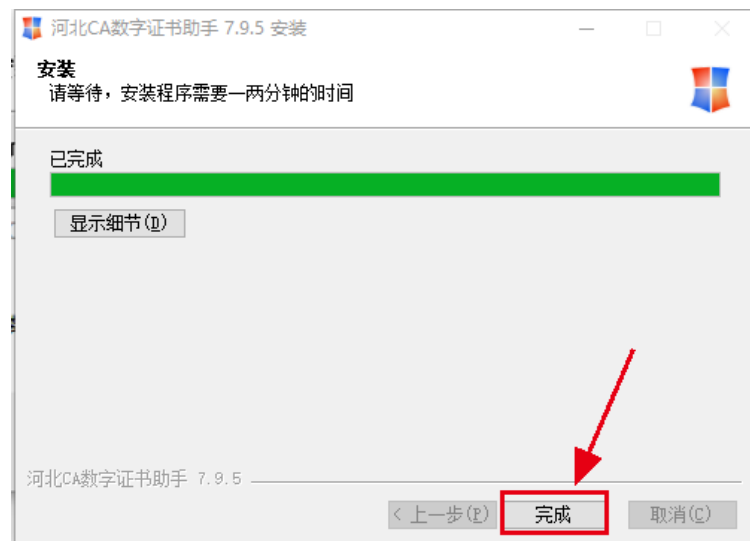 河北CA数字证书助手 7.9.5 安装
安装
请等待，安装程序需要一两分钟的时间
已完成
显示细节(D)
河北CA数字证书助手 7.9.5
< 上一步(P) 完成 取消(C)